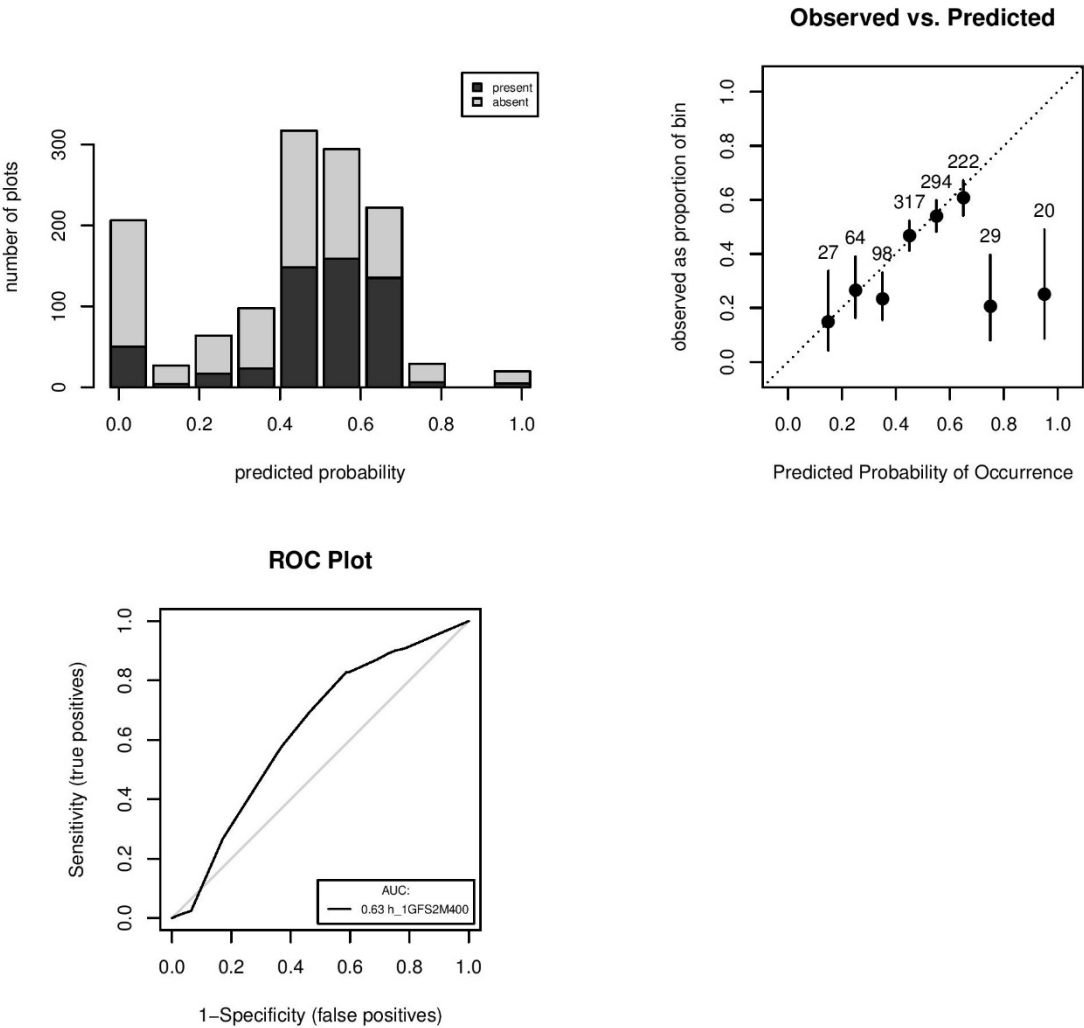 present
absent
number of plots
300
200
100
0
0.0 0.2 0.4 0.6 0.8 1.0
predicted probability
Observed vs. Predicted
observed as proportion of bin
1.0
0.8
0.6
0.4
0.2
0.0
27 64 98 317 294 222 29 20
0.0 0.2 0.4 0.6 0.8 1.0
Predicted Probability of Occurrence
ROC Plot
Sensitivity (true positives)
1.0
0.8
0.6
0.4
0.2
0.0
AUC:
0.63 h_1GFS2M400
0.0 0.2 0.4 0.6 0.8 1.0
1−Specificity (false positives)